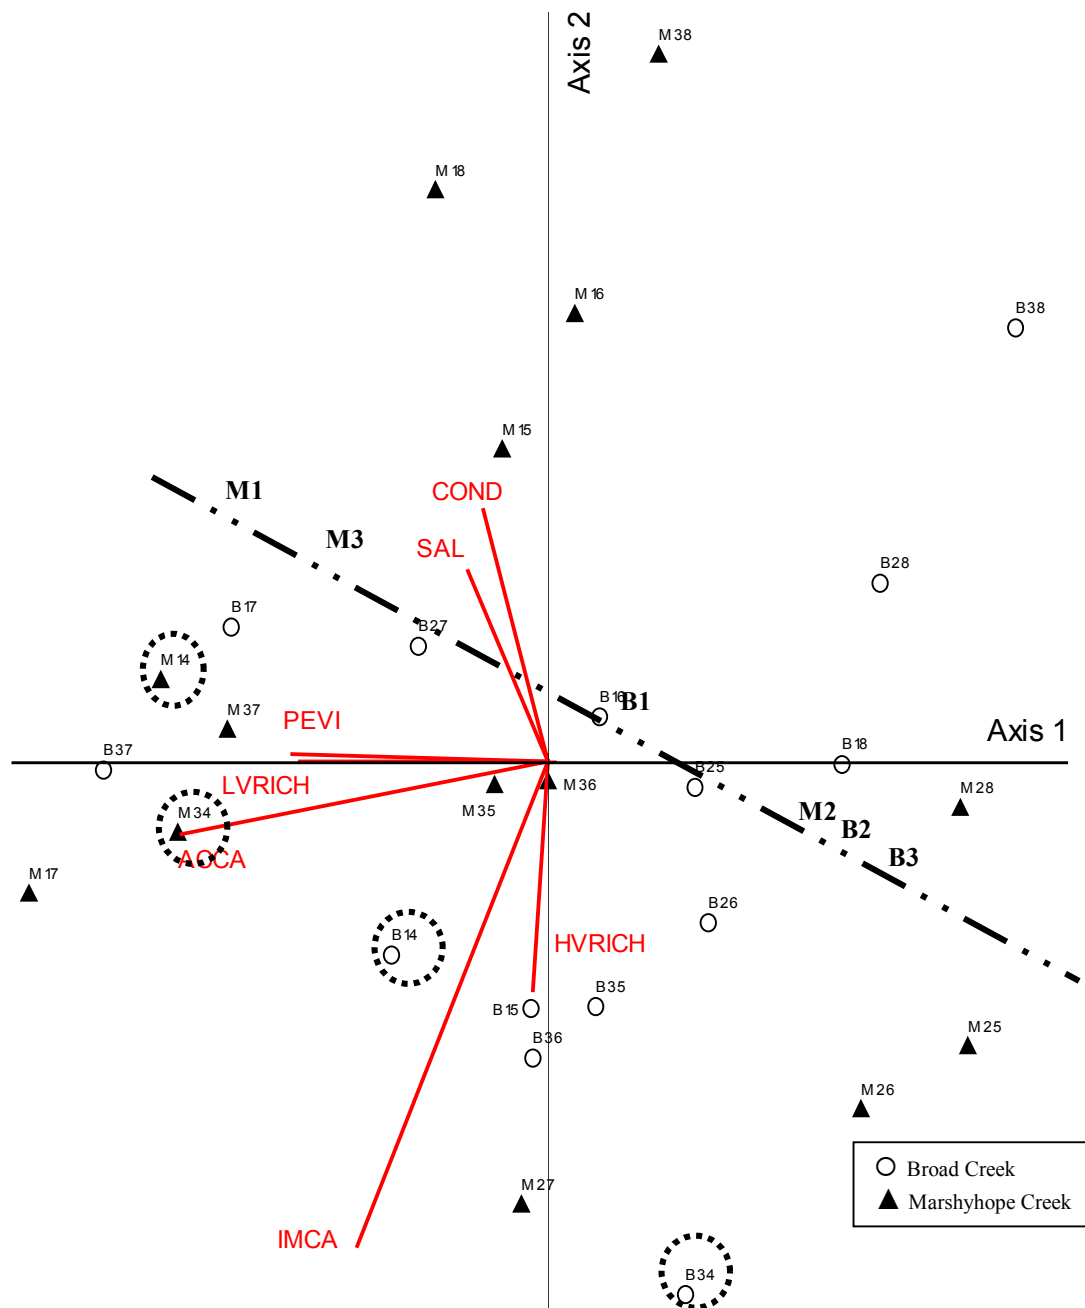 Axis 2
M38
M18
M16
B38
M15
COND
M1
M3
SAL
B28
B17
B27
M14
B16
B1
PEVI
M37
Axis 1
B37
B18
B25
LVRICH
M36
M28
M35
M2
B2
M34
ACCA
B3
M17
B26
B14
HVRICH
B35
B15
B36
M25
M26
Broad Creek
Marshyhope Creek
M27
IMCA
B34